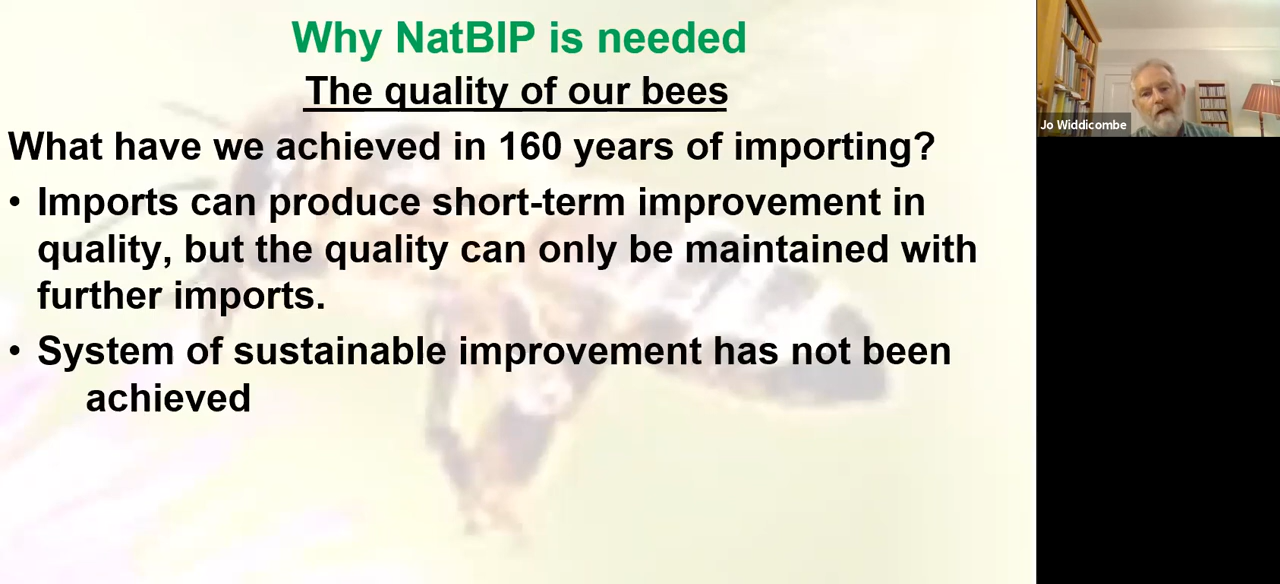 Why NatBIP is needed
The quality of our bees
What have we achieved in 160 years of importing?
• Imports can produce short-term improvement in
quality, but the quality can only be maintained with
further imports.
• System of sustainable improvement has not been
achieved
Jo Widdicombe